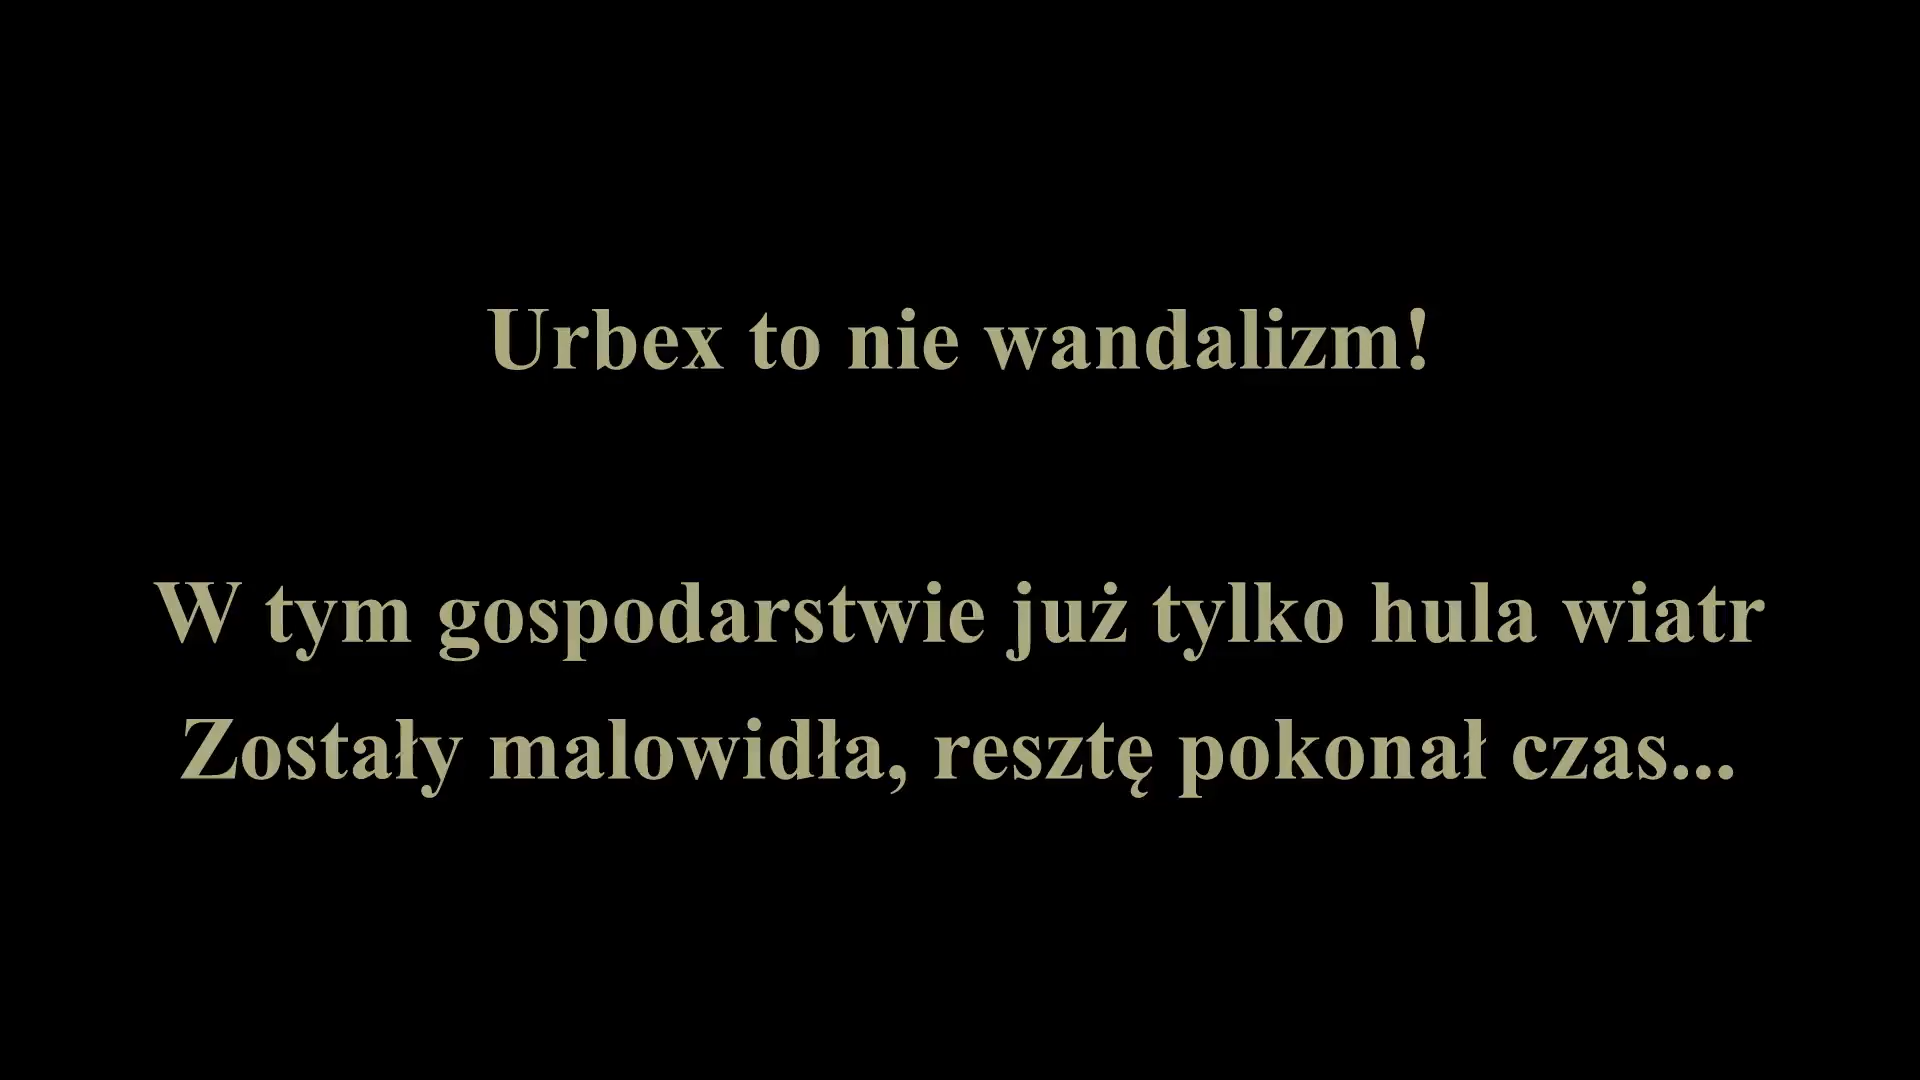 Urbex to nie wandalizm!
W tym gospodarstwie już tylko hula wiatr
Zostały malowidła, resztę pokonał czas...